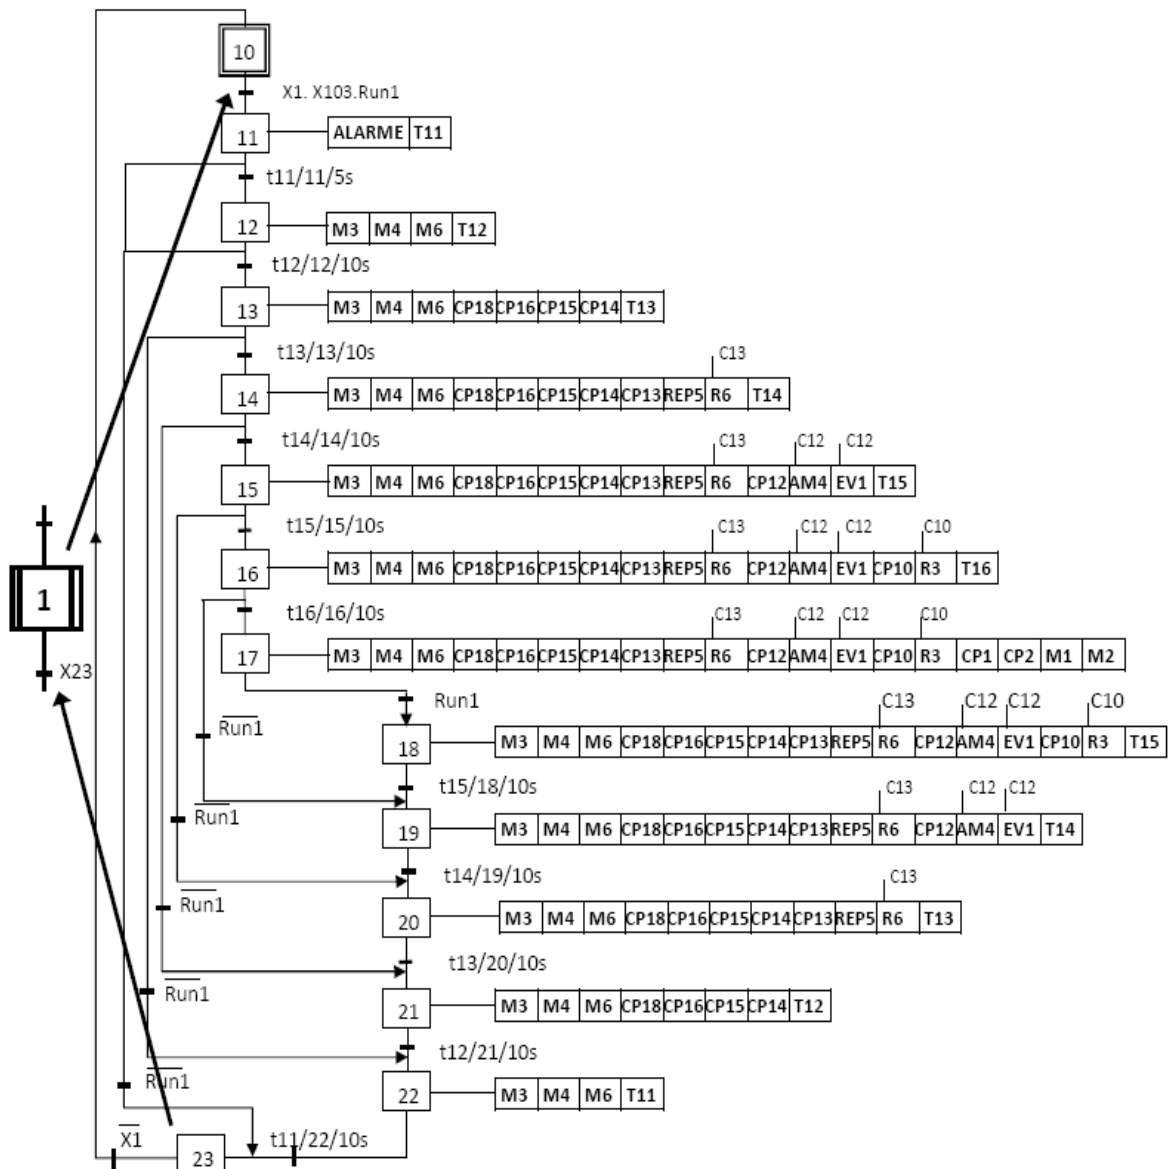 10
X1. X103.Run1
11 ALARME T11
t11/11/5s
12 M3 M4 M6 T12
t12/12/10s
13 M3 M4 M6 CP18 CP16 CP15 CP14 T13
t13/13/10s C13
14 M3 M4 M6 CP18 CP16 CP15 CP14 CP13 REP5 R6 T14
t14/14/10s C13 C12 C12
15 M3 M4 M6 CP18 CP16 CP15 CP14 CP13 REP5 R6 CP12 AM4 EV1 T15
t15/15/10s C13 C12 C12 C10
16 M3 M4 M6 CP18 CP16 CP15 CP14 CP13 REP5 R6 CP12 AM4 EV1 CP10 R3 T16
1
t16/16/10s C13 C12 C12 C10
17 M3 M4 M6 CP18 CP16 CP15 CP14 CP13 REP5 R6 CP12 AM4 EV1 CP10 R3 CP1 CP2 M1 M2
X23
Run1 C13 C12 C12 C10
R̅u̅n̅1̅
18 M3 M4 M6 CP18 CP16 CP15 CP14 CP13 REP5 R6 CP12 AM4 EV1 CP10 R3 T15
t15/18/10s C13 C12 C12
R̅u̅n̅1̅
19 M3 M4 M6 CP18 CP16 CP15 CP14 CP13 REP5 R6 CP12 AM4 EV1 T14
t14/19/10s C13
R̅u̅n̅1̅
20 M3 M4 M6 CP18 CP16 CP15 CP14 CP13 REP5 R6 T13
t13/20/10s
R̅u̅n̅1̅
21 M3 M4 M6 CP18 CP16 CP15 CP14 T12
t12/21/10s
R̅u̅n̅1̅
22 M3 M4 M6 T11
X̅1̅ t11/22/10s
23